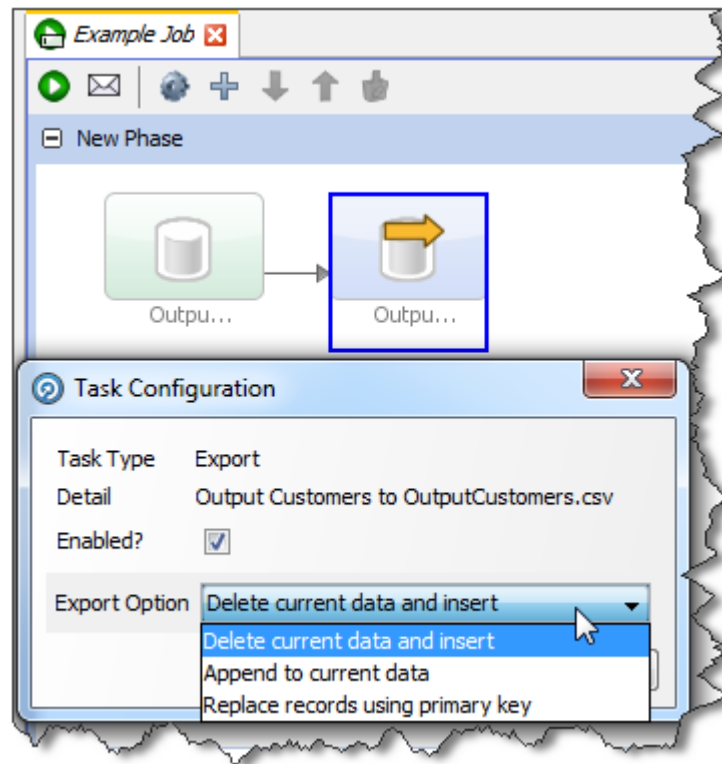 Example Job
New Phase
Outpu... Outpu...
Task Configuration
Task Type Export
Detail Output Customers to OutputCustomers.csv
Enabled?
Export Option Delete current data and insert
Delete current data and insert
Append to current data
Replace records using primary key